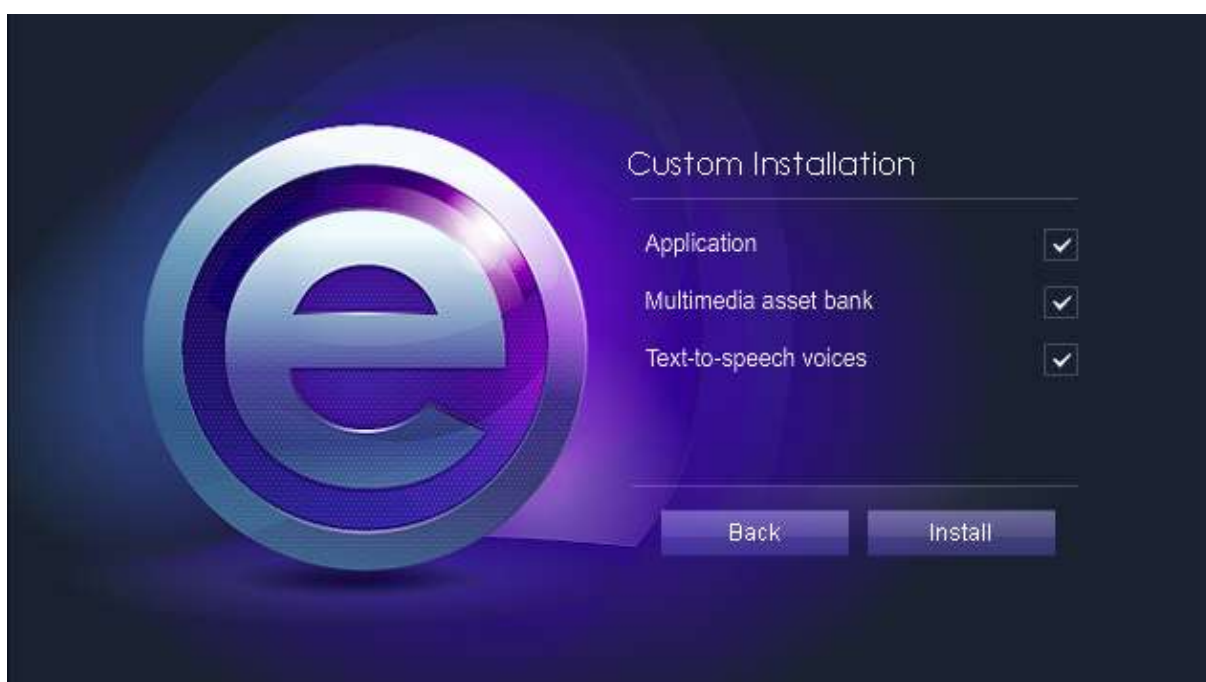 e
Custom Installation
Application
Multimedia asset bank
Text-to-speech voices
Back
Install